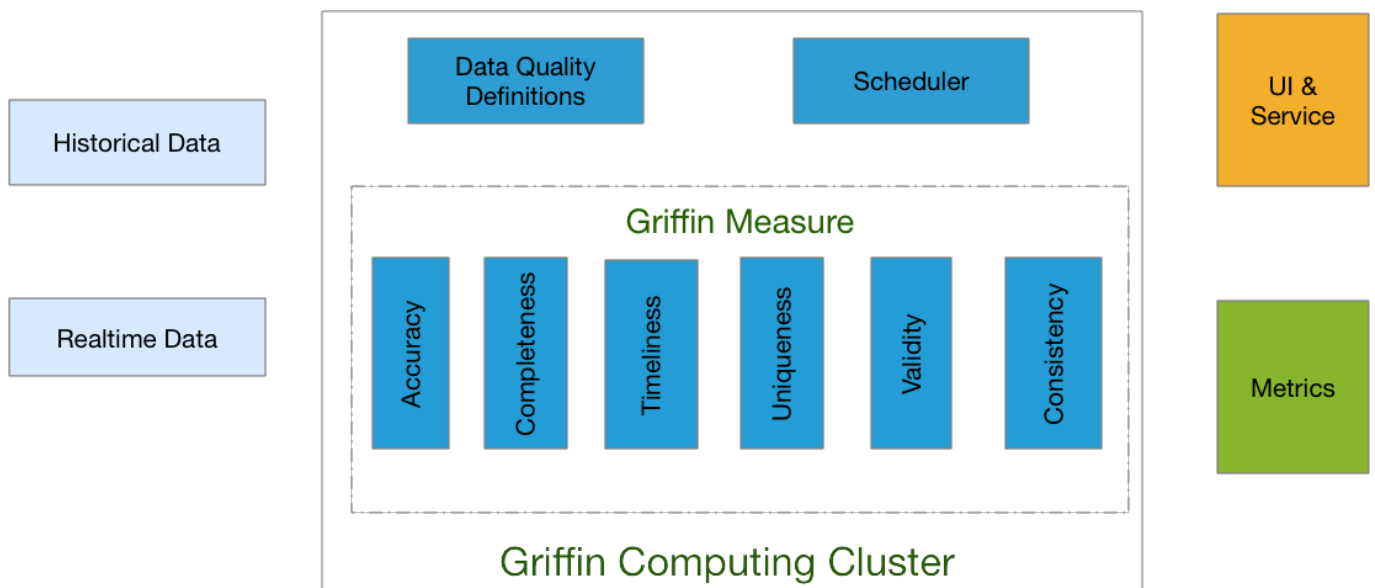 Data Quality
Definitions
Scheduler
UI &
Service
Historical Data
Griffin Measure
Realtime Data
Accuracy
Completeness
Timeliness
Uniqueness
Validity
Consistency
Metrics
Griffin Computing Cluster